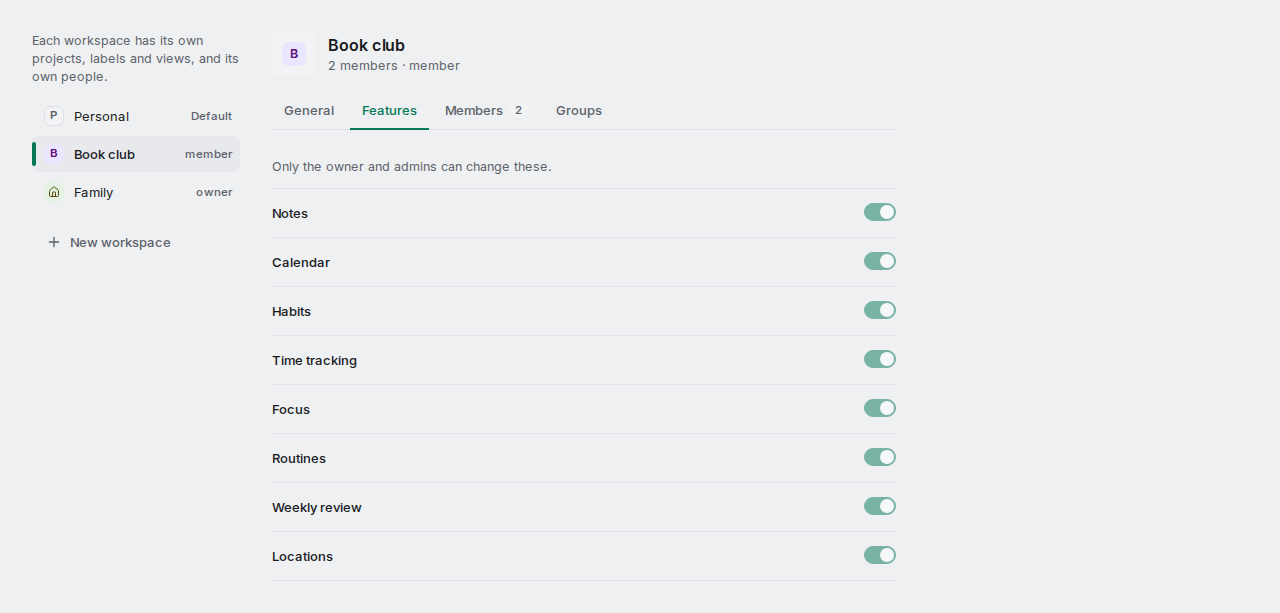 Each workspace has its own
projects, labels and views, and its
own people.
P Personal Default
B Book club member
Family owner
New workspace
B
Book club
2 members · member
General Features Members 2 Groups
Only the owner and admins can change these.
Notes
Calendar
Habits
Time tracking
Focus
Routines
Weekly review
Locations